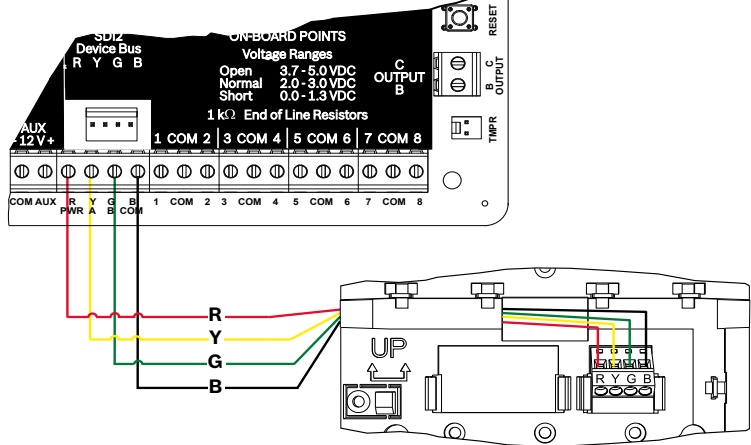 SDI2
Device Bus
R Y G B
ON-BOARD POINTS
Voltage Ranges
Open 3.7 - 5.0 VDC
Normal 2.0 - 3.0 VDC
Short 0.0 - 1.3 VDC
1 kΩ End of Line Resistors
C
OUTPUT
B
RESET
C
B
OUTPUT
TMPR
AUX
- 12 V +
1 COM 2 3 COM 4 5 COM 6 7 COM 8
COM AUX R Y G B 1 COM 2 3 COM 4 5 COM 6 7 COM 8
PWR A B COM
R
Y
G
B
UP
R Y G B